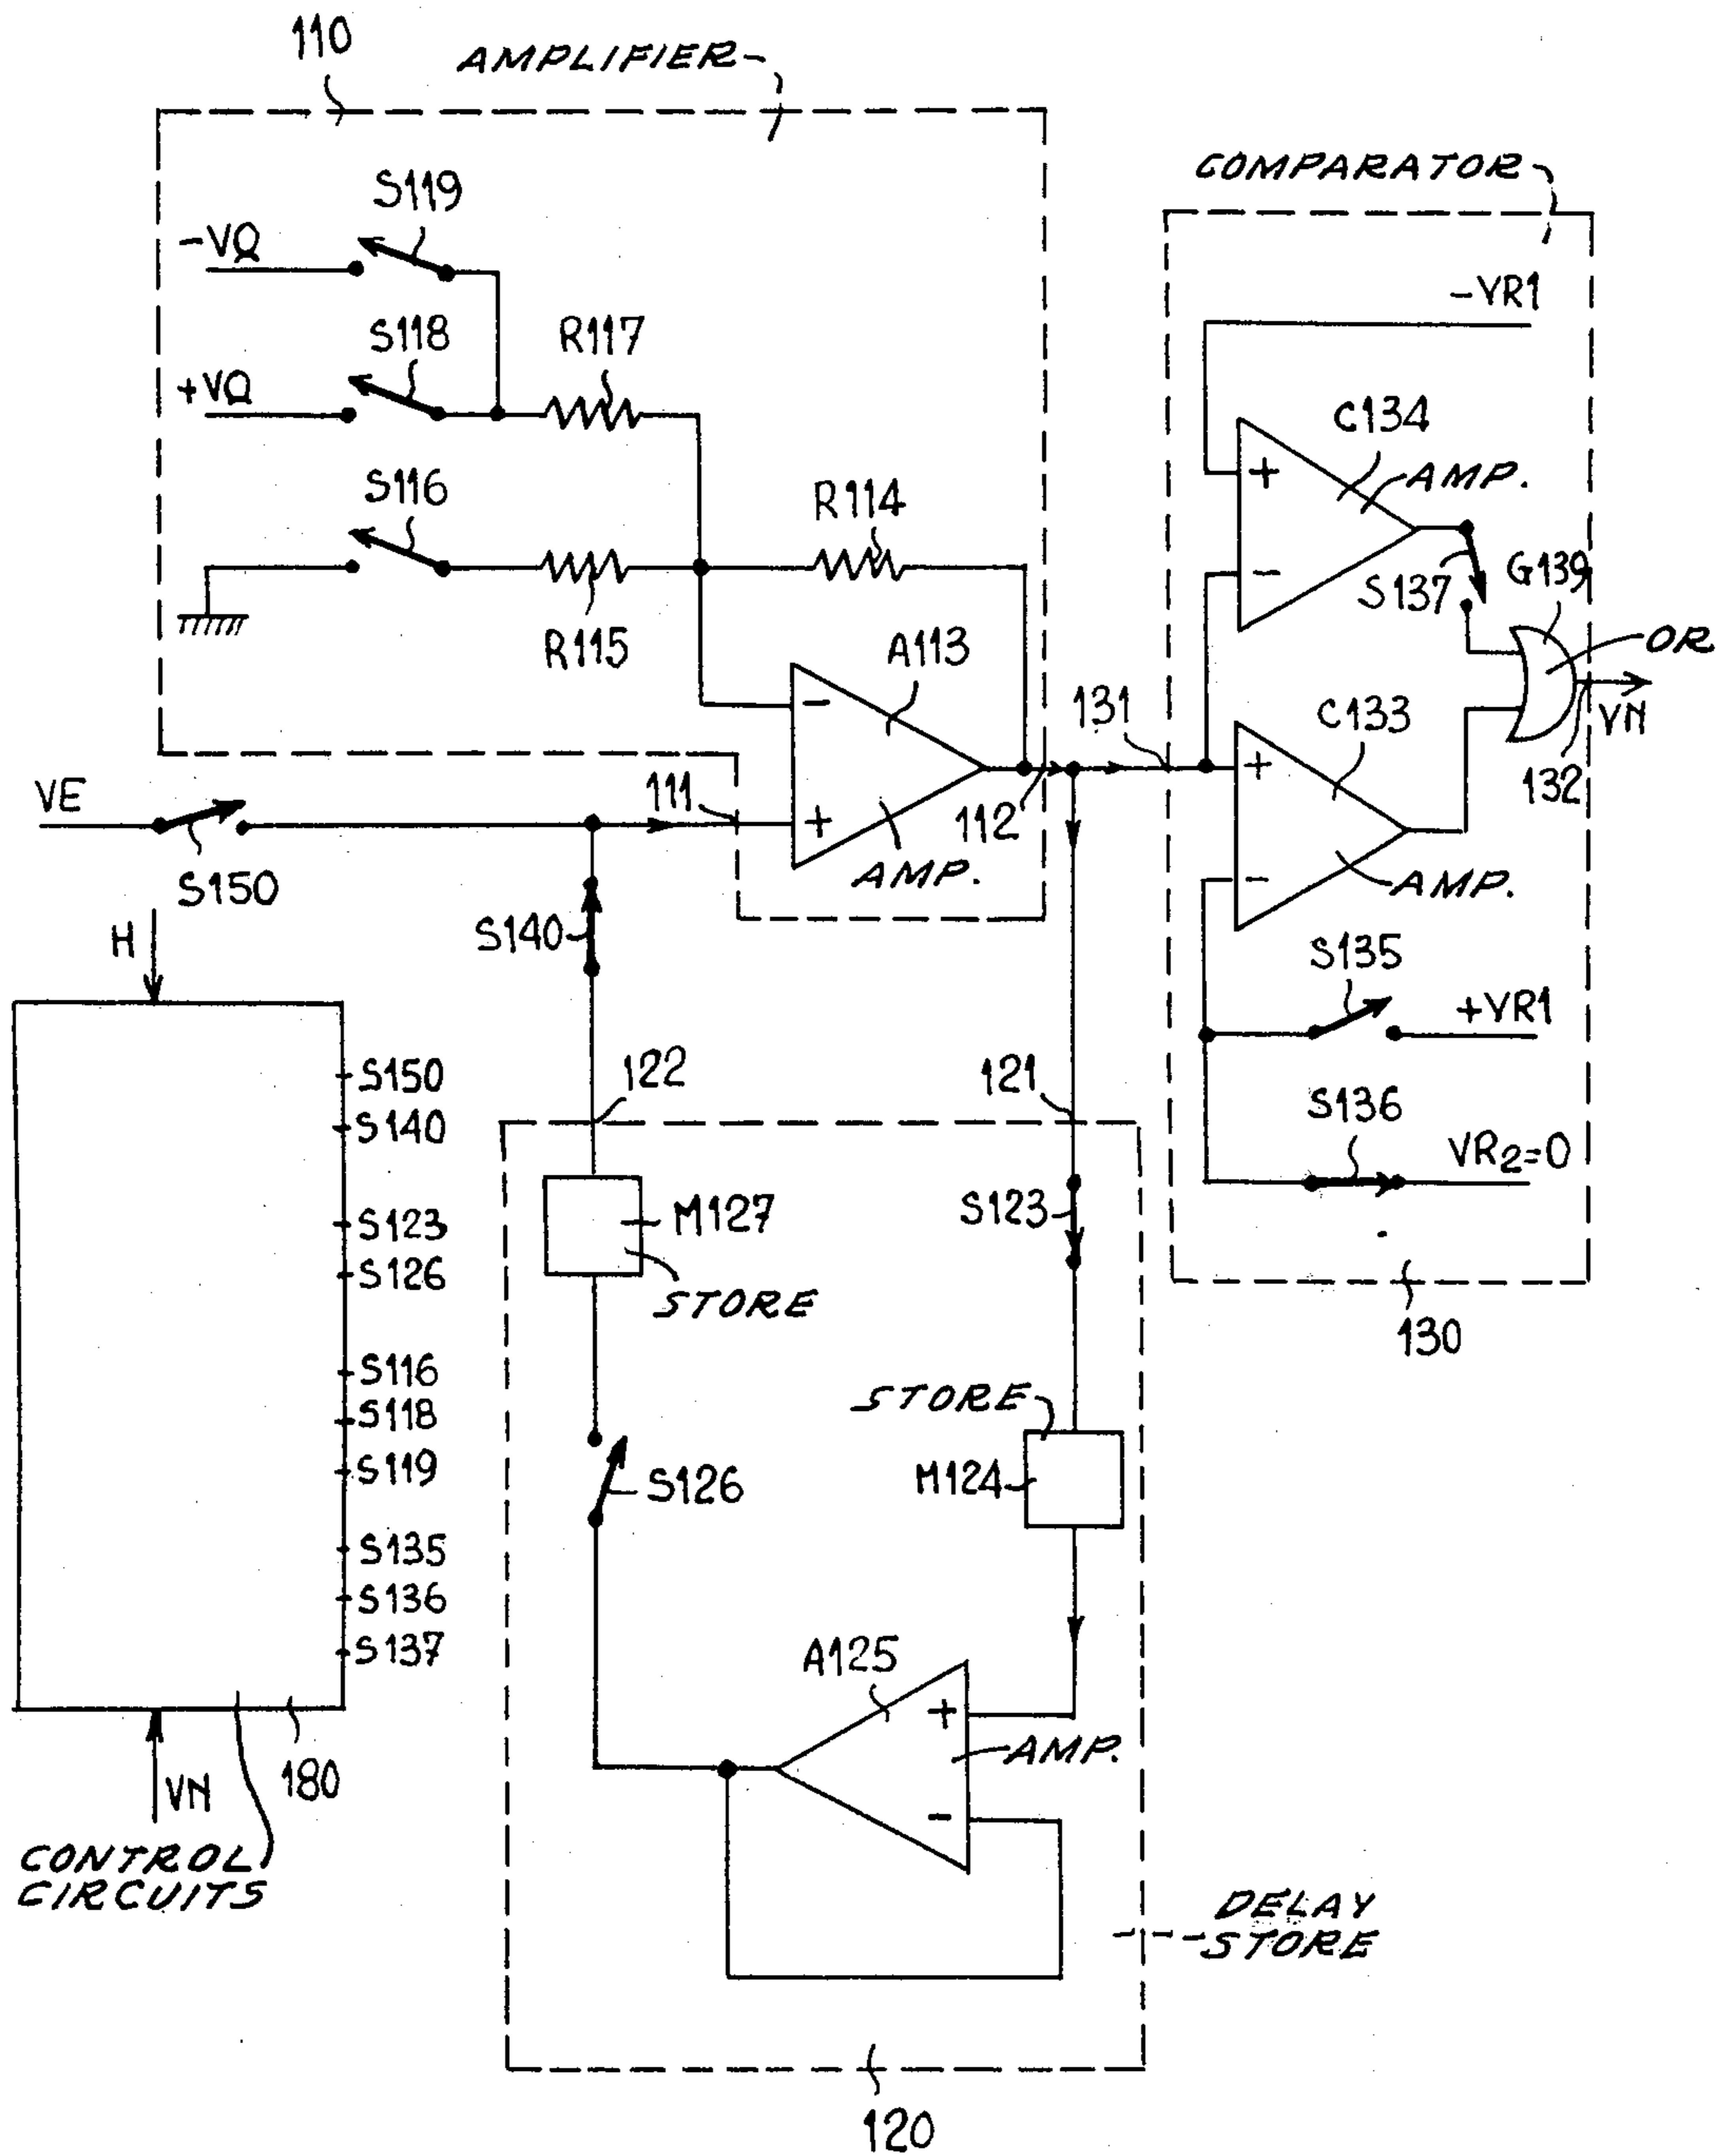 110
AMPLIFIER
COMPARATOR
S119
-VQ
-VR1
S118
R117
+VQ
C134
AMP.
S116
R114
+
-
S137
G139
OR
R115
A113
-
131
C133
132
VN
VE
111
+
112
+
AMP.
-
AMP.
S150
H
S140
S135
+VR1
122
121
S150
S140
S136
VR2=0
S123
S126
M127
STORE
S123
130
S116
S118
S119
STORE
M124
S126
S135
S136
S137
A125
+
AMP.
-
VN
180
CONTROL
CIRCUITS
DELAY
STORE
120